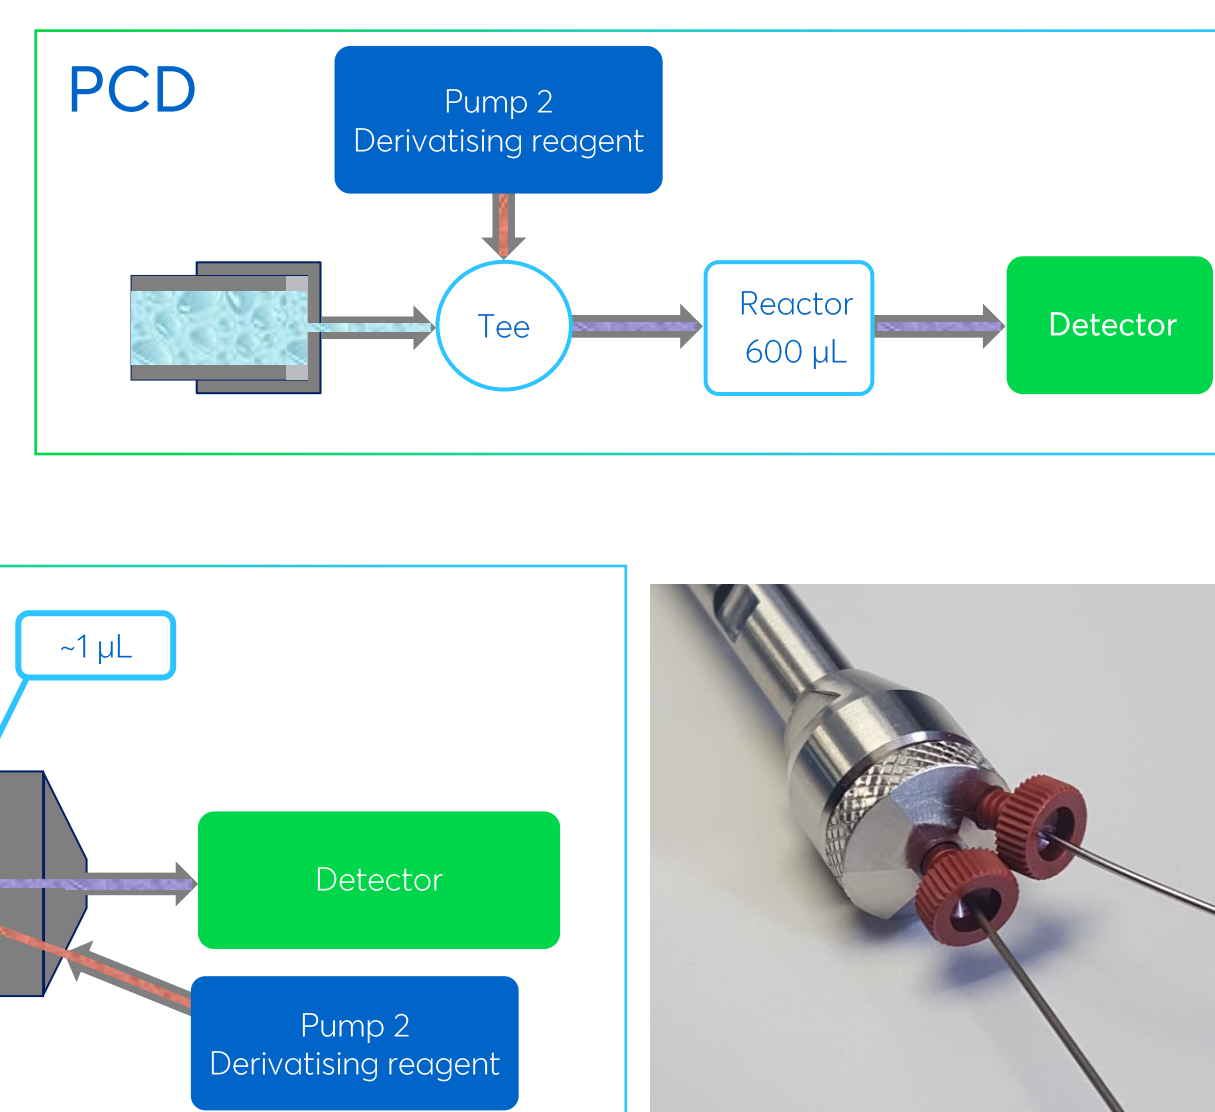 PCD
Pump 2
Derivatising reagent
Tee
Reactor
600 µL
Detector
~1 µL
Detector
Pump 2
Derivatising reagent